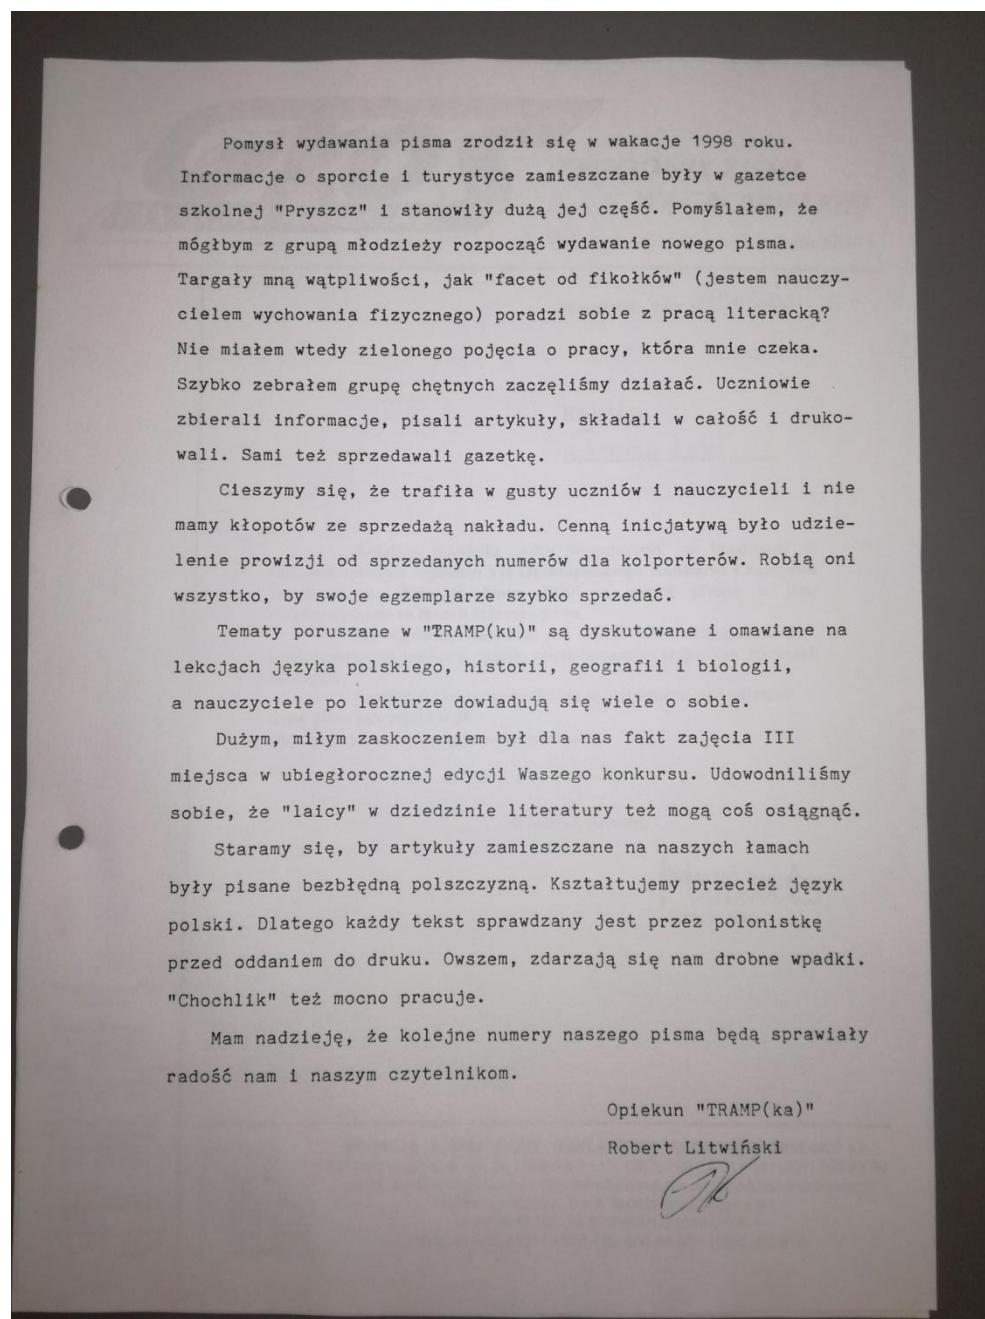 Pomysł wydawania pisma zrodził się w wakacje 1998 roku.
Informacje o sporcie i turystyce zamieszczane były w gazetce
szkolnej "Pryszcz" i stanowiły dużą jej część. Pomyślałem, że
mógłbym z grupą młodzieży rozpocząć wydawanie nowego pisma.
Targały mną wątpliwości, jak "facet od fikołków" (jestem nauczy-
cielem wychowania fizycznego) poradzi sobie z pracą literacką?
Nie miałem wtedy zielonego pojęcia o pracy, która mnie czeka.
Szybko zebrałem grupę chętnych zaczęliśmy działać. Uczniowie
zbierali informacje, pisali artykuły, składali w całość i druko-
wali. Sami też sprzedawali gazetkę.
Cieszymy się, że trafiła w gusty uczniów i nauczycieli i nie
mamy kłopotów ze sprzedażą nakładu. Cenną inicjatywą było udzie-
lenie prowizji od sprzedanych numerów dla kolporterów. Robią oni
wszystko, by swoje egzemplarze szybko sprzedać.
Tematy poruszane w "TRAMP(ku)" są dyskutowane i omawiane na
lekcjach języka polskiego, historii, geografii i biologii,
a nauczyciele po lekturze dowiadują się wiele o sobie.
Dużym, miłym zaskoczeniem był dla nas fakt zajęcia III
miejsca w ubiegłorocznej edycji Waszego konkursu. Udowodniliśmy
sobie, że "laicy" w dziedzinie literatury też mogą coś osiągnąć.
Staramy się, by artykuły zamieszczane na naszych łamach
były pisane bezbłędną polszczyzną. Kształtujemy przecież język
polski. Dlatego każdy tekst sprawdzany jest przez polonistkę
przed oddaniem do druku. Owszem, zdarzają się nam drobne wpadki.
"Chochlik" też mocno pracuje.
Mam nadzieję, że kolejne numery naszego pisma będą sprawiały
radość nam i naszym czytelnikom.
Opiekun "TRAMP(ka)"
Robert Litwiński